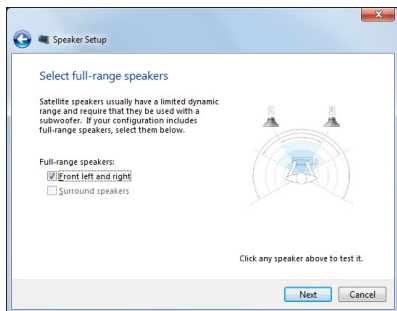 Speaker Setup
Select full-range speakers
Satellite speakers usually have a limited dynamic
range and require that they be used with a
subwoofer. If your configuration includes
full-range speakers, select them below.
L R
Full-range speakers:
Front left and right
Surround speakers
Click any speaker above to test it.
Next Cancel